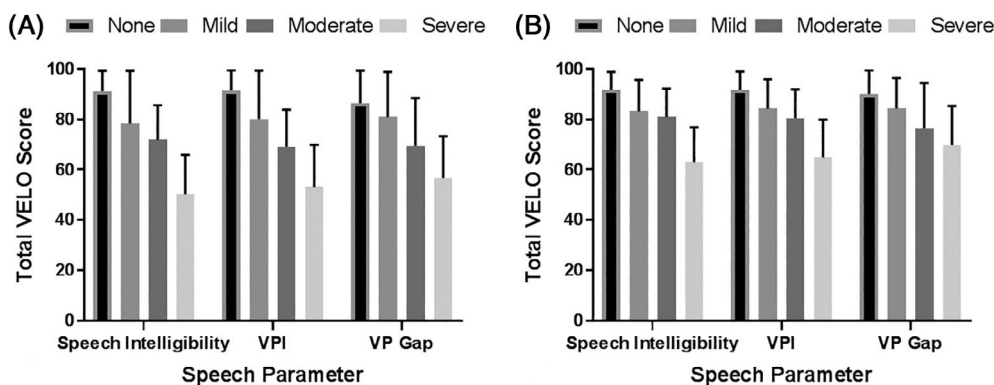 (A) None Mild Moderate Severe
Total VELO Score
100
80
60
40
20
0
Speech Intelligibility VPI VP Gap
Speech Parameter
(B) None Mild Moderate Severe
Total VELO Score
100
80
60
40
20
0
Speech Intelligibility VPI VP Gap
Speech Parameter